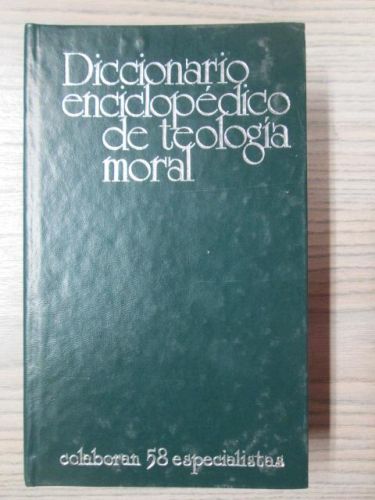 Diccionario
enciclopédico
de teología
moral
colaboran 58 especialistas